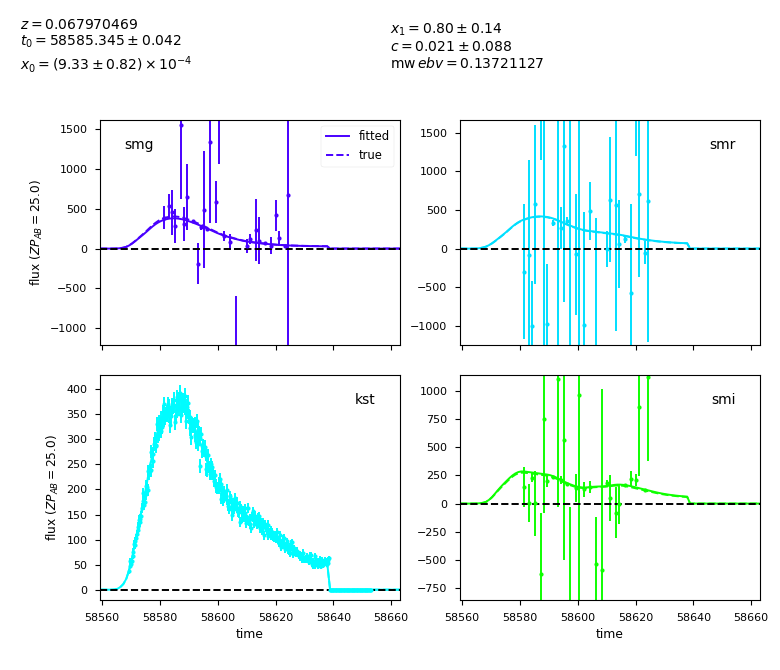 z = 0.067970469
t₀ = 58585.345 ± 0.042
x₀ = (9.33 ± 0.82) × 10⁻⁴
x₁ = 0.80 ± 0.14
c = 0.021 ± 0.088
mw ebv = 0.13721127
smg
fitted
true
1500
1000
500
0
−500
−1000
flux (ZP_AB = 25.0)
smr
1500
1000
500
0
−500
−1000
kst
400
350
300
250
200
150
100
50
0
flux (ZP_AB = 25.0)
58560 58580 58600 58620 58640 58660
time
smi
1000
750
500
250
0
−250
−500
−750
58560 58580 58600 58620 58640 58660
time